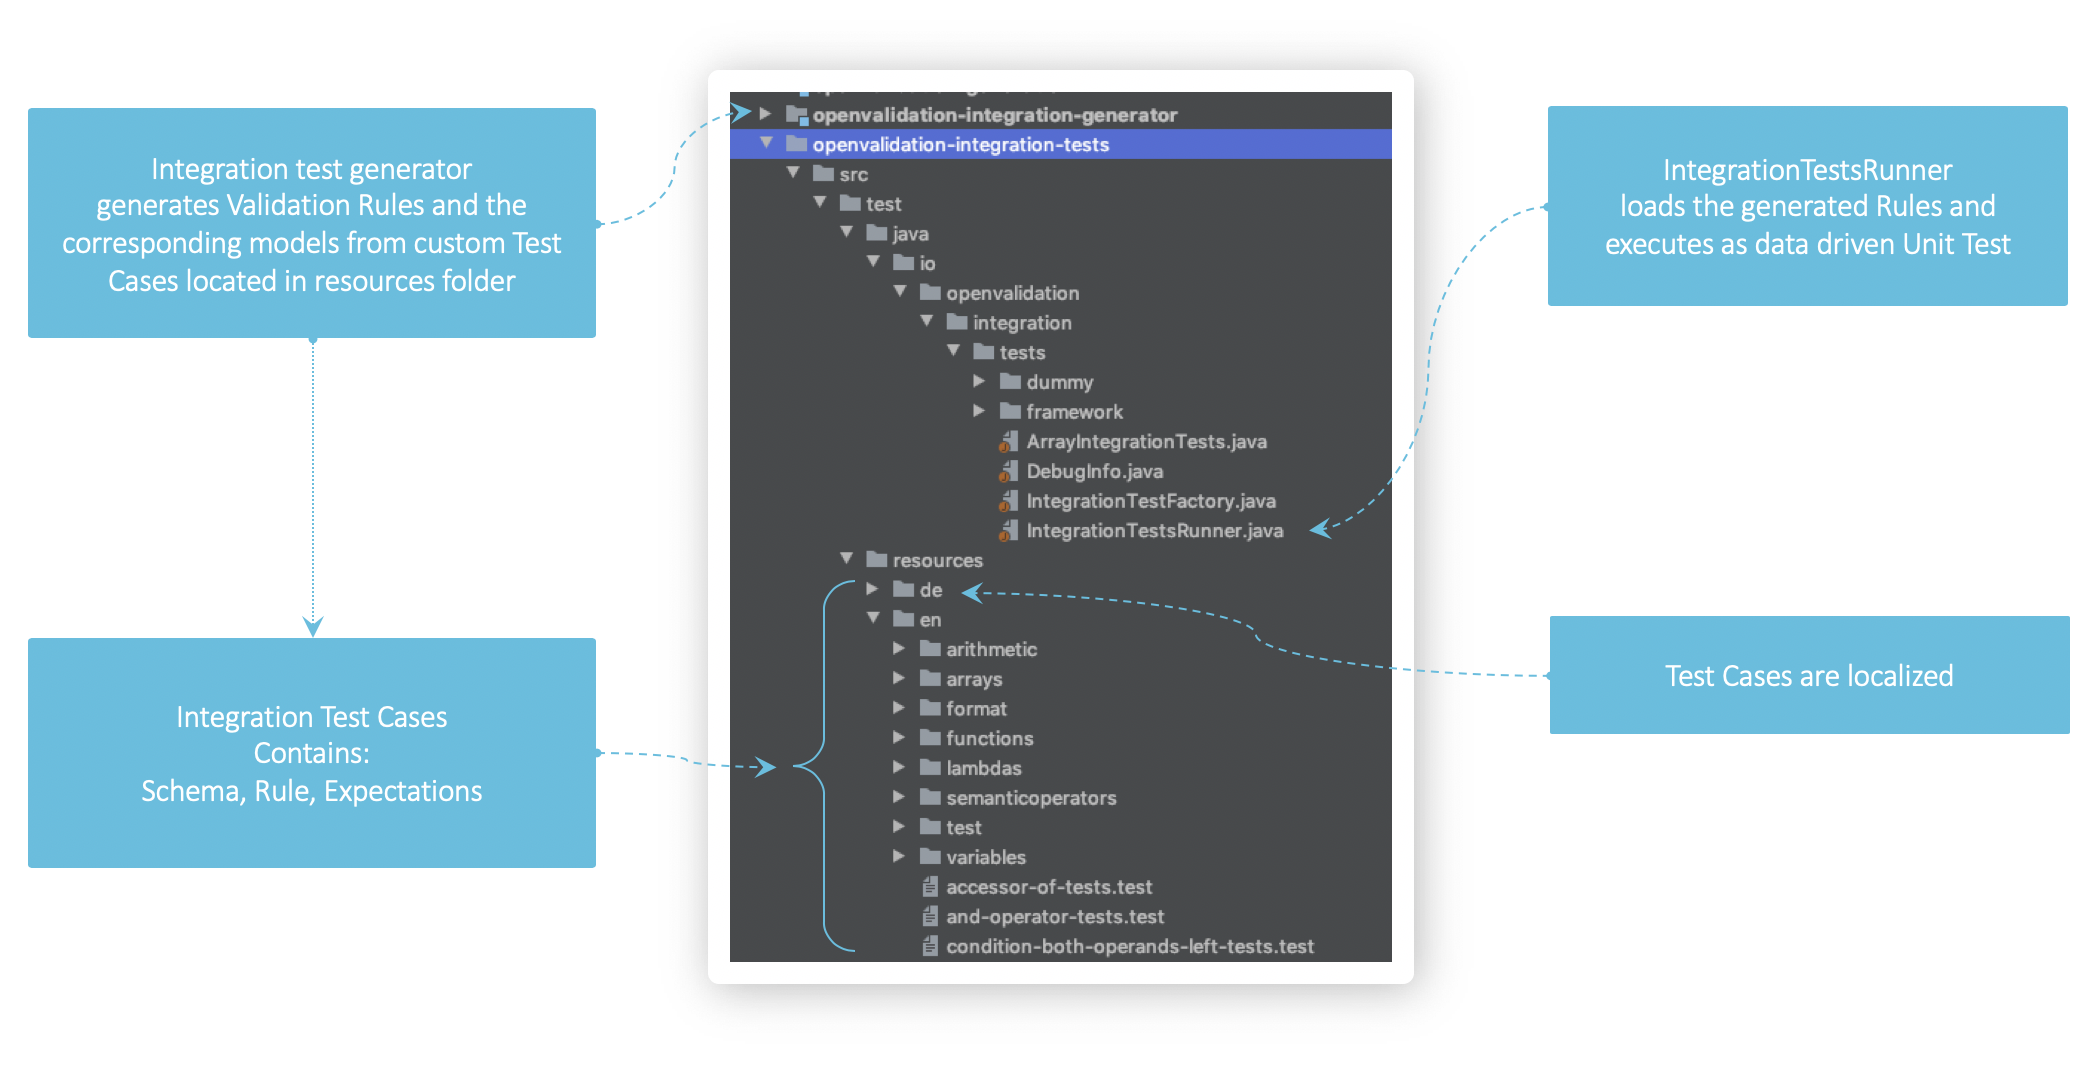 Integration test generator
generates Validation Rules and the
corresponding models from custom Test
Cases located in resources folder
Integration Test Cases
Contains:
Schema, Rule, Expectations
openvalidation-integration-generator
openvalidation-integration-tests
src
test
java
io
openvalidation
integration
tests
dummy
framework
ArrayIntegrationTests.java
DebugInfo.java
IntegrationTestFactory.java
IntegrationTestsRunner.java
resources
de
en
arithmetic
arrays
format
functions
lambdas
semanticoperators
test
variables
accessor-of-tests.test
and-operator-tests.test
condition-both-operands-left-tests.test
IntegrationTestsRunner
loads the generated Rules and
executes as data driven Unit Test
Test Cases are localized